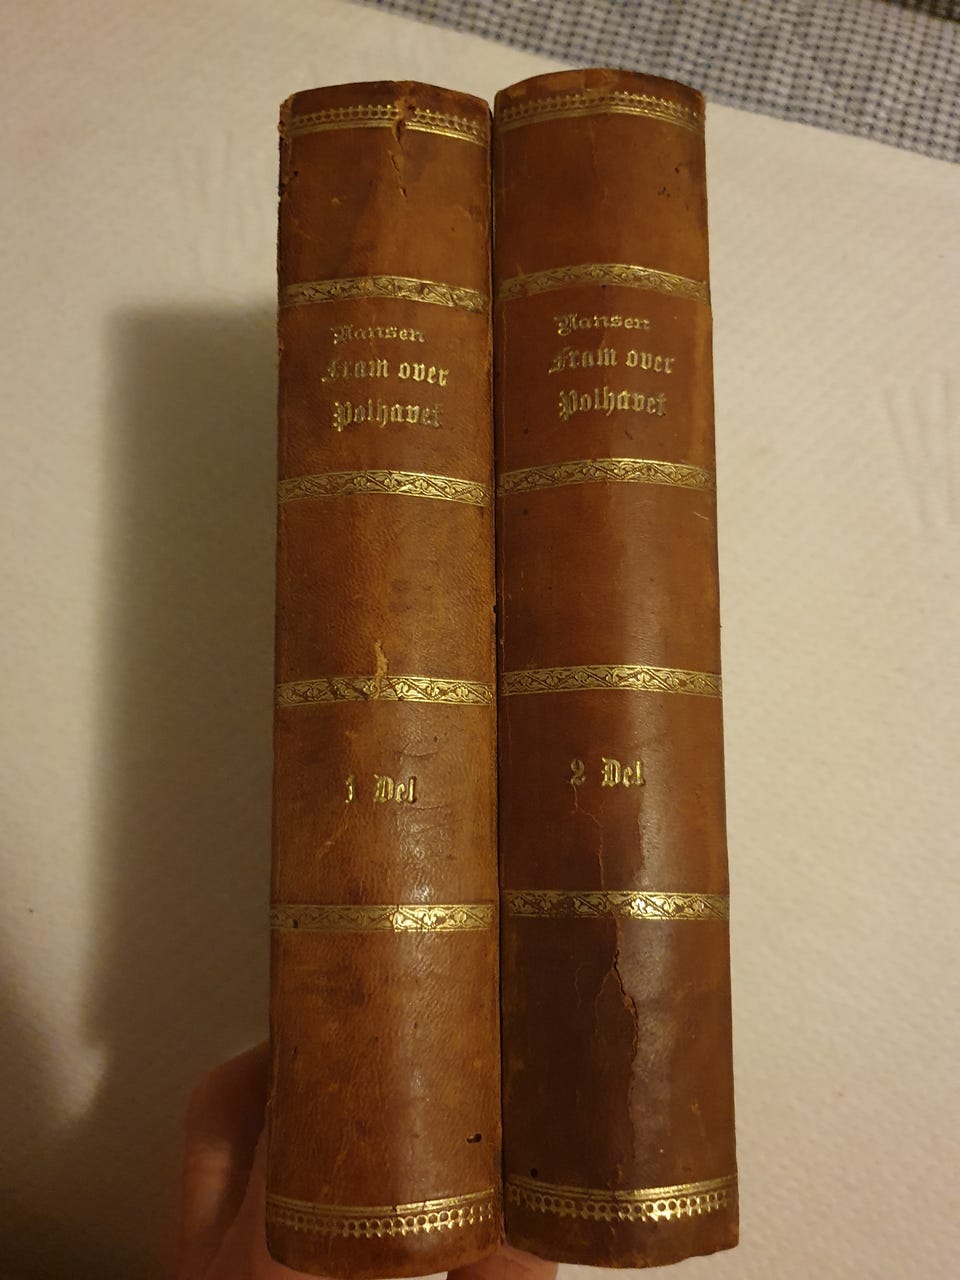 Nansen
Fram over
Polhavet
1 Del
Nansen
Fram over
Polhavet
2 Del